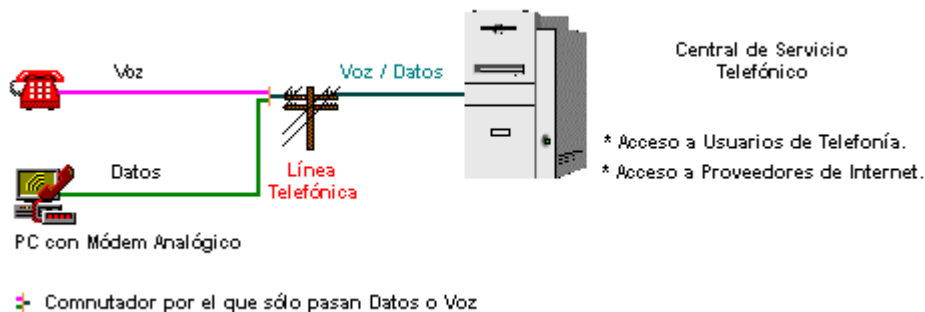 Central de Servicio
Telefónico
Voz
Voz / Datos
* Acceso a Usuarios de Telefonía.
* Acceso a Proveedores de Internet.
Datos
Línea
Telefónica
PC con Módem Analógico
Comnutador por el que sólo pasan Datos o Voz